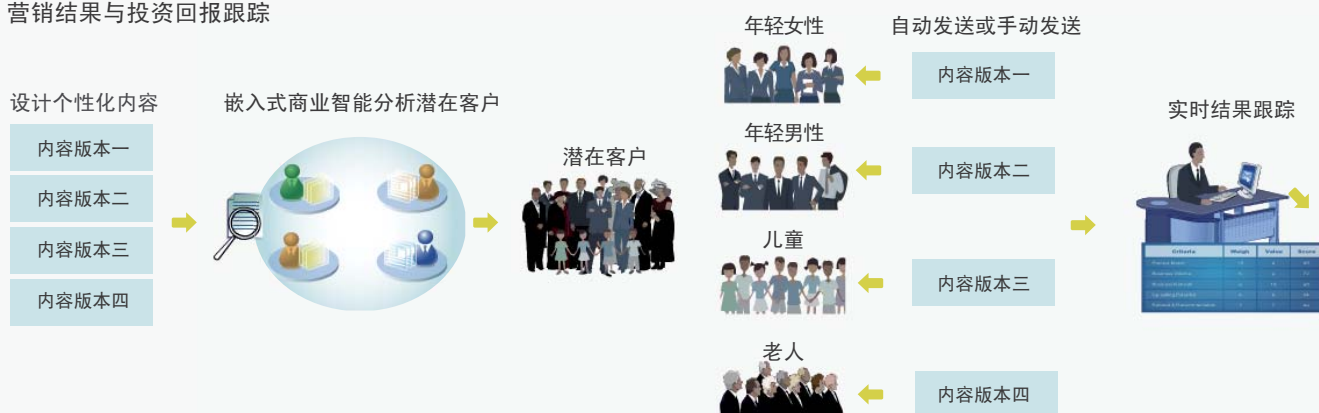 营销结果与投资回报跟踪
设计个性化内容
内容版本一
内容版本二
内容版本三
内容版本四
嵌入式商业智能分析潜在客户
潜在客户
年轻女性
自动发送或手动发送
内容版本一
年轻男性
内容版本二
儿童
内容版本三
老人
内容版本四
实时结果跟踪
Criteria Weigh Value Score